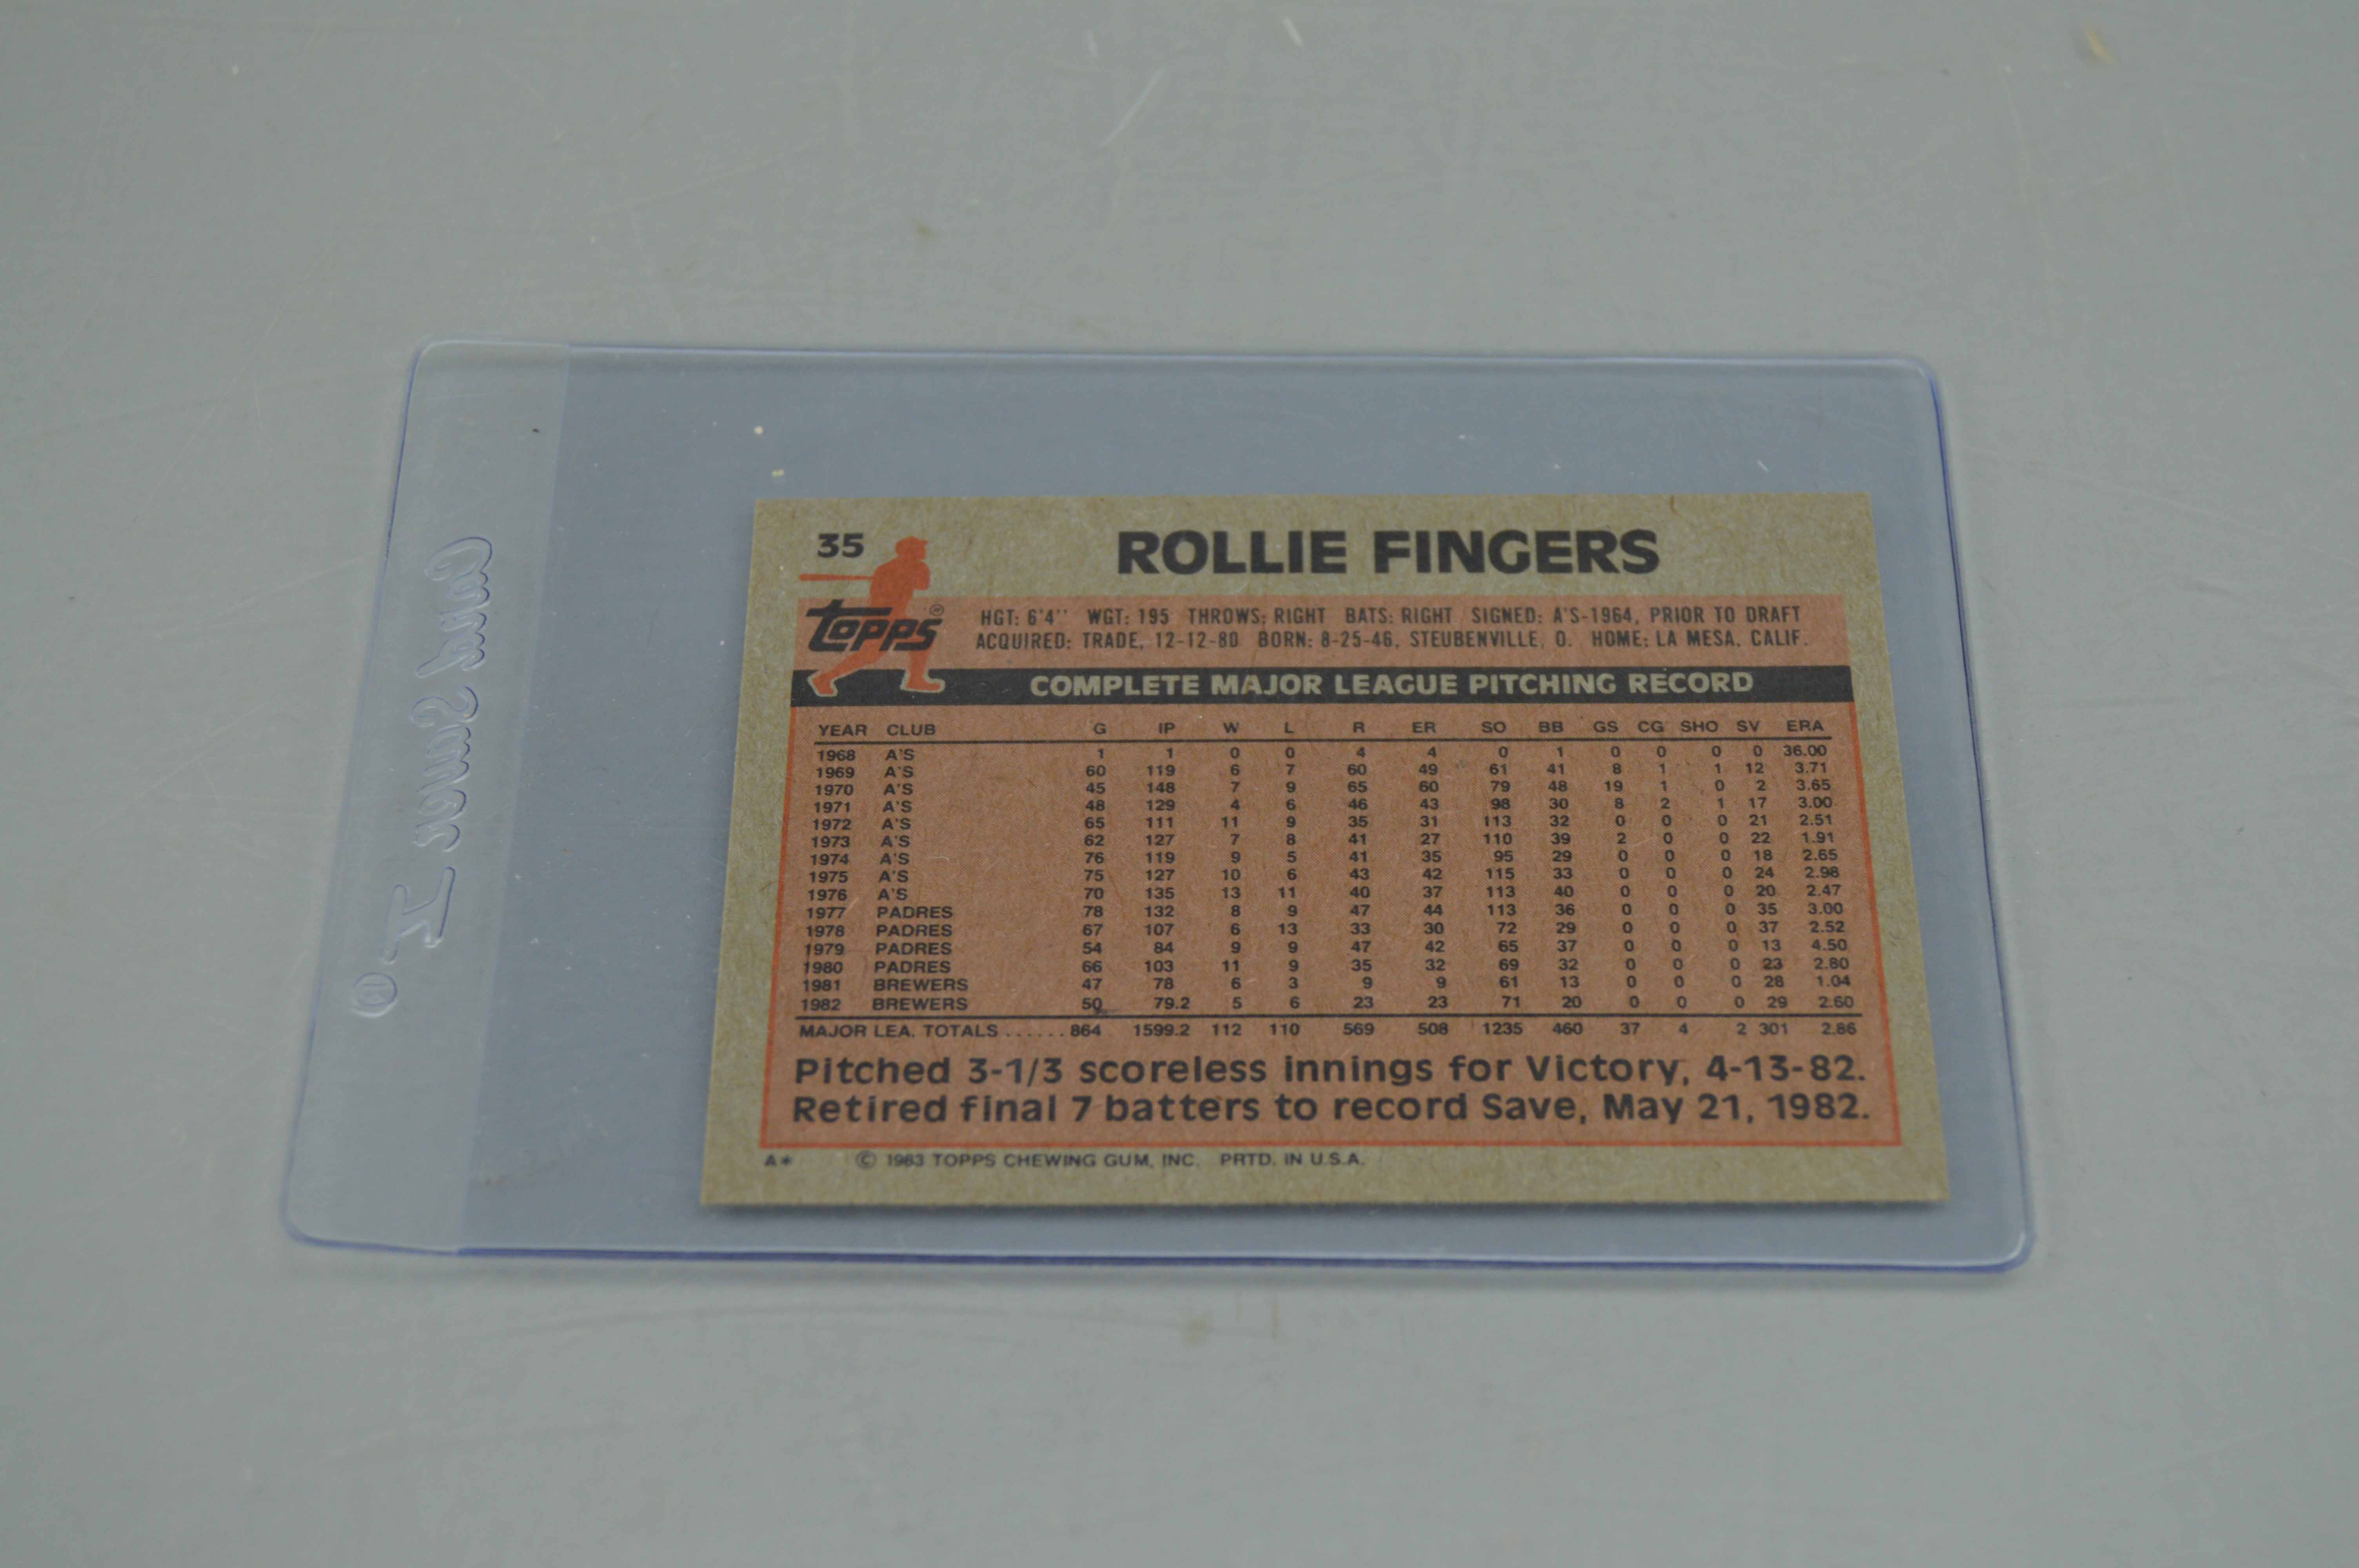 35
ROLLIE FINGERS
Topps®
HGT: 6'4'' WGT: 195 THROWS: RIGHT BATS: RIGHT SIGNED: A'S-1964, PRIOR TO DRAFT
ACQUIRED: TRADE, 12-12-80 BORN: 8-25-46, STEUBENVILLE, O. HOME: LA MESA, CALIF.
COMPLETE MAJOR LEAGUE PITCHING RECORD
YEAR CLUB G IP W L R ER SO BB GS CG SHO SV ERA
1968 A'S 1 1 0 0 4 4 0 1 0 0 0 0 36.00
1969 A'S 60 119 6 7 60 49 61 41 8 1 1 12 3.71
1970 A'S 45 148 7 9 65 60 79 48 19 1 0 2 3.65
1971 A'S 48 129 4 6 46 43 98 30 8 2 1 17 3.00
1972 A'S 65 111 11 9 35 31 113 32 0 0 0 21 2.51
1973 A'S 62 127 7 8 41 27 110 39 2 0 0 22 1.91
1974 A'S 76 119 9 5 41 35 95 29 0 0 0 18 2.65
1975 A'S 75 127 10 6 43 42 115 33 0 0 0 24 2.98
1976 A'S 70 135 13 11 40 37 113 40 0 0 0 20 2.47
1977 PADRES 78 132 8 9 47 44 113 36 0 0 0 35 3.00
1978 PADRES 67 107 6 13 33 30 72 29 0 0 0 37 2.52
1979 PADRES 54 84 9 9 47 42 65 37 0 0 0 13 4.50
1980 PADRES 66 103 11 9 35 32 69 32 0 0 0 23 2.80
1981 BREWERS 47 78 6 3 9 9 61 13 0 0 0 28 1.04
1982 BREWERS 50 79.2 5 6 23 23 71 20 0 0 0 29 2.60
MAJOR LEA. TOTALS ...... 864 1599.2 112 110 569 508 1235 460 37 4 2 301 2.86
Pitched 3-1/3 scoreless innings for Victory, 4-13-82.
Retired final 7 batters to record Save, May 21, 1982.
A* © 1983 TOPPS CHEWING GUM, INC. PRTD. IN U.S.A.
Card Saver I ®